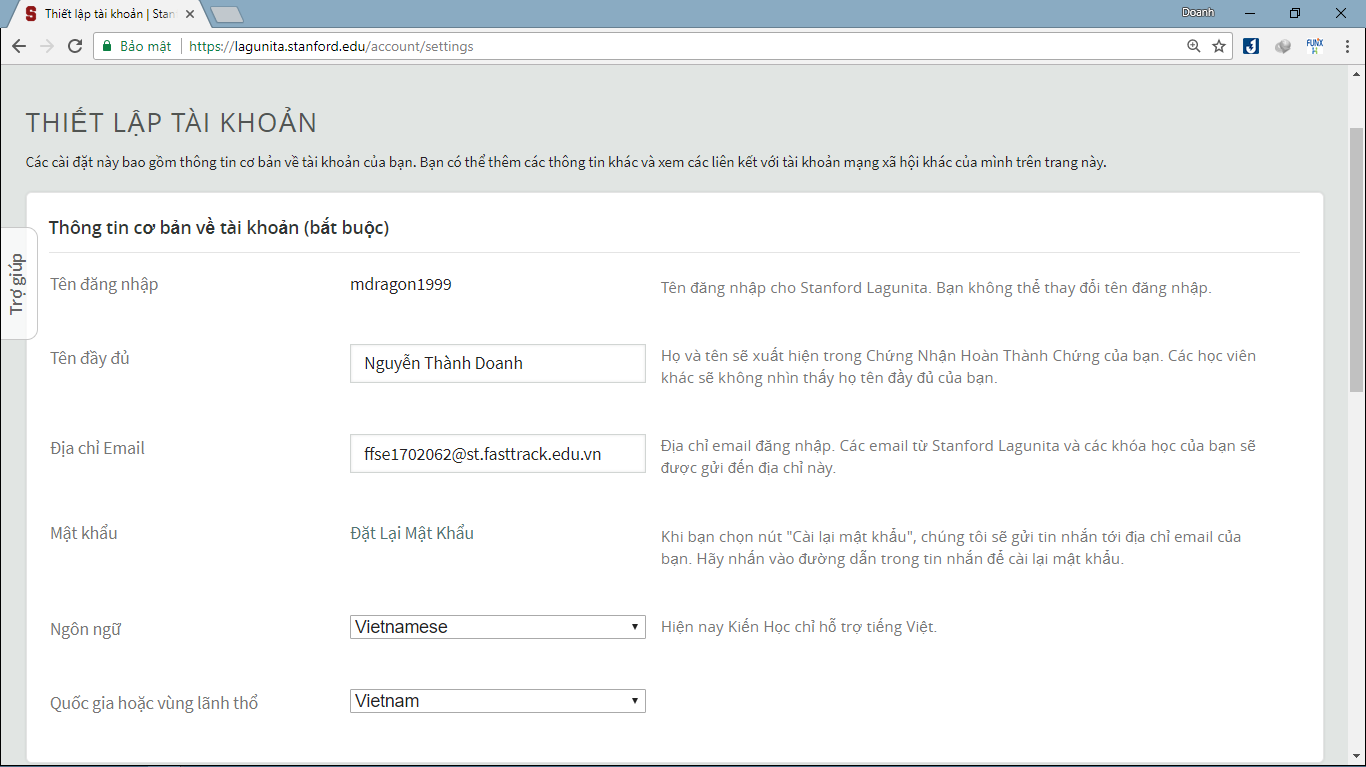 Thiết lập tài khoản | Stan
Doanh
Bảo mật
https://lagunita.stanford.edu/account/settings
FUNiX
THIẾT LẬP TÀI KHOẢN
Các cài đặt này bao gồm thông tin cơ bản về tài khoản của bạn. Bạn có thể thêm các thông tin khác và xem các liên kết với tài khoản mạng xã hội khác của mình trên trang này.
Thông tin cơ bản về tài khoản (bắt buộc)
Trợ giúp
Tên đăng nhập
mdragon1999
Tên đăng nhập cho Stanford Lagunita. Bạn không thể thay đổi tên đăng nhập.
Tên đầy đủ
Nguyễn Thành Doanh
Họ và tên sẽ xuất hiện trong Chứng Nhận Hoàn Thành Chứng của bạn. Các học viên
khác sẽ không nhìn thấy họ tên đầy đủ của bạn.
Địa chỉ Email
ffse1702062@st.fasttrack.edu.vn
Địa chỉ email đăng nhập. Các email từ Stanford Lagunita và các khóa học của bạn sẽ
được gửi đến địa chỉ này.
Mật khẩu
Đặt Lại Mật Khẩu
Khi bạn chọn nút "Cài lại mật khẩu", chúng tôi sẽ gửi tin nhắn tới địa chỉ email của
bạn. Hãy nhấn vào đường dẫn trong tin nhắn để cài lại mật khẩu.
Ngôn ngữ
Vietnamese
Hiện nay Kiến Học chỉ hỗ trợ tiếng Việt.
Quốc gia hoặc vùng lãnh thổ
Vietnam